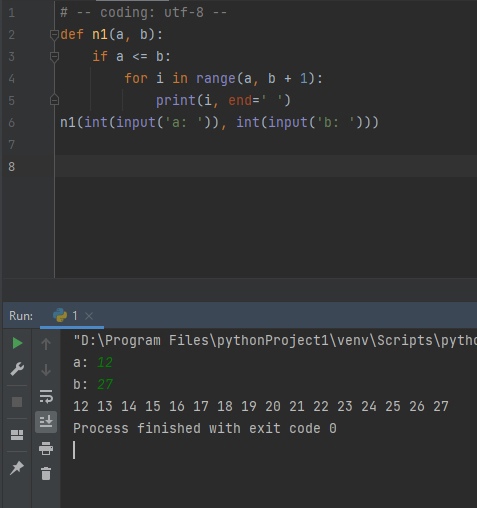 1 # -- coding: utf-8 --
2 def n1(a, b):
3     if a <= b:
4         for i in range(a, b + 1):
5             print(i, end=' ')
6 n1(int(input('a: ')), int(input('b: ')))
7
8
Run: 1 ×
"D:\Program Files\pythonProject1\venv\Scripts\pytho
a: 12
b: 27
12 13 14 15 16 17 18 19 20 21 22 23 24 25 26 27
Process finished with exit code 0